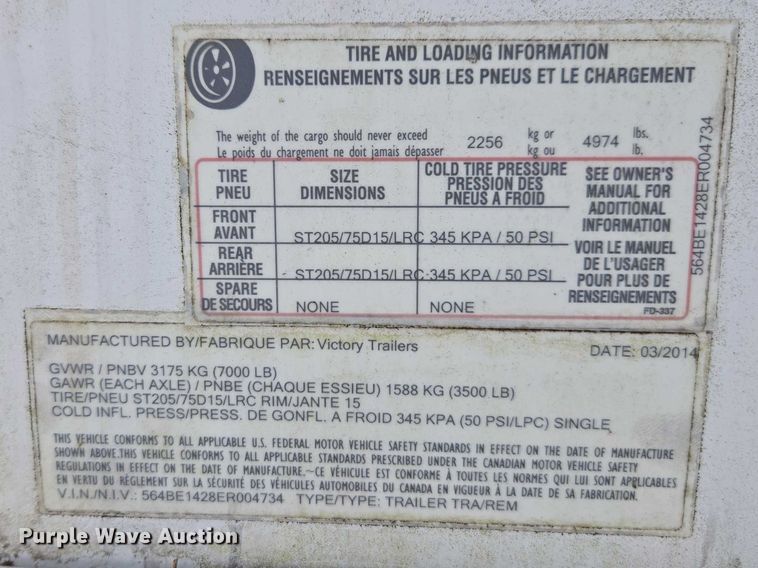 TIRE AND LOADING INFORMATION
RENSEIGNEMENTS SUR LES PNEUS ET LE CHARGEMENT
The weight of the cargo should never exceed 2256 kg or 4974 lbs.
Le poids du chargement ne doit jamais dépasser kg ou lb.
TIRE PNEU
SIZE DIMENSIONS
COLD TIRE PRESSURE
PRESSION DES
PNEUS A FROID
SEE OWNER'S
MANUAL FOR
ADDITIONAL
INFORMATION
VOIR LE MANUEL
DE L'USAGER
POUR PLUS DE
RENSEIGNEMENTS
FRONT
AVANT ST205/75D15/LRC 345 KPA / 50 PSI
REAR
ARRIÈRE ST205/75D15/LRC 345 KPA / 50 PSI
SPARE
DE SECOURS NONE NONE
FD-337
564BE1428ER004734
MANUFACTURED BY/FABRIQUE PAR: Victory Trailers DATE: 03/2014
GVWR / PNBV 3175 KG (7000 LB)
GAWR (EACH AXLE) / PNBE (CHAQUE ESSIEU) 1588 KG (3500 LB)
TIRE/PNEU ST205/75D15/LRC RIM/JANTE 15
COLD INFL. PRESS/PRESS. DE GONFL. A FROID 345 KPA (50 PSI/LPC) SINGLE
THIS VEHICLE CONFORMS TO ALL APPLICABLE U.S. FEDERAL MOTOR VEHICLE SAFETY STANDARDS IN EFFECT ON THE DATE OF MANUFACTURE
SHOWN ABOVE.THIS VEHICLE CONFORMS TO ALL APPLICABLE STANDARDS PRESCRIBED UNDER THE CANADIAN MOTOR VEHICLE SAFETY
REGULATIONS IN EFFECT ON THE DATE OF MANUFACTURE.~CE VÉHICULE EST CONFORME À TOUTES LES NORMES QUI LUI SONT APPLICABLES
EN VERTU DU RÈGLEMENT SUR LA SÉCURITÉ DES VÉHICULES AUTOMOBILES DU CANADA EN VIGUEUR À LA DATE DE SA FABRICATION.
V.I.N./N.I.V.: 564BE1428ER004734 TYPE/TYPE: TRAILER TRA/REM
Purple Wave Auction